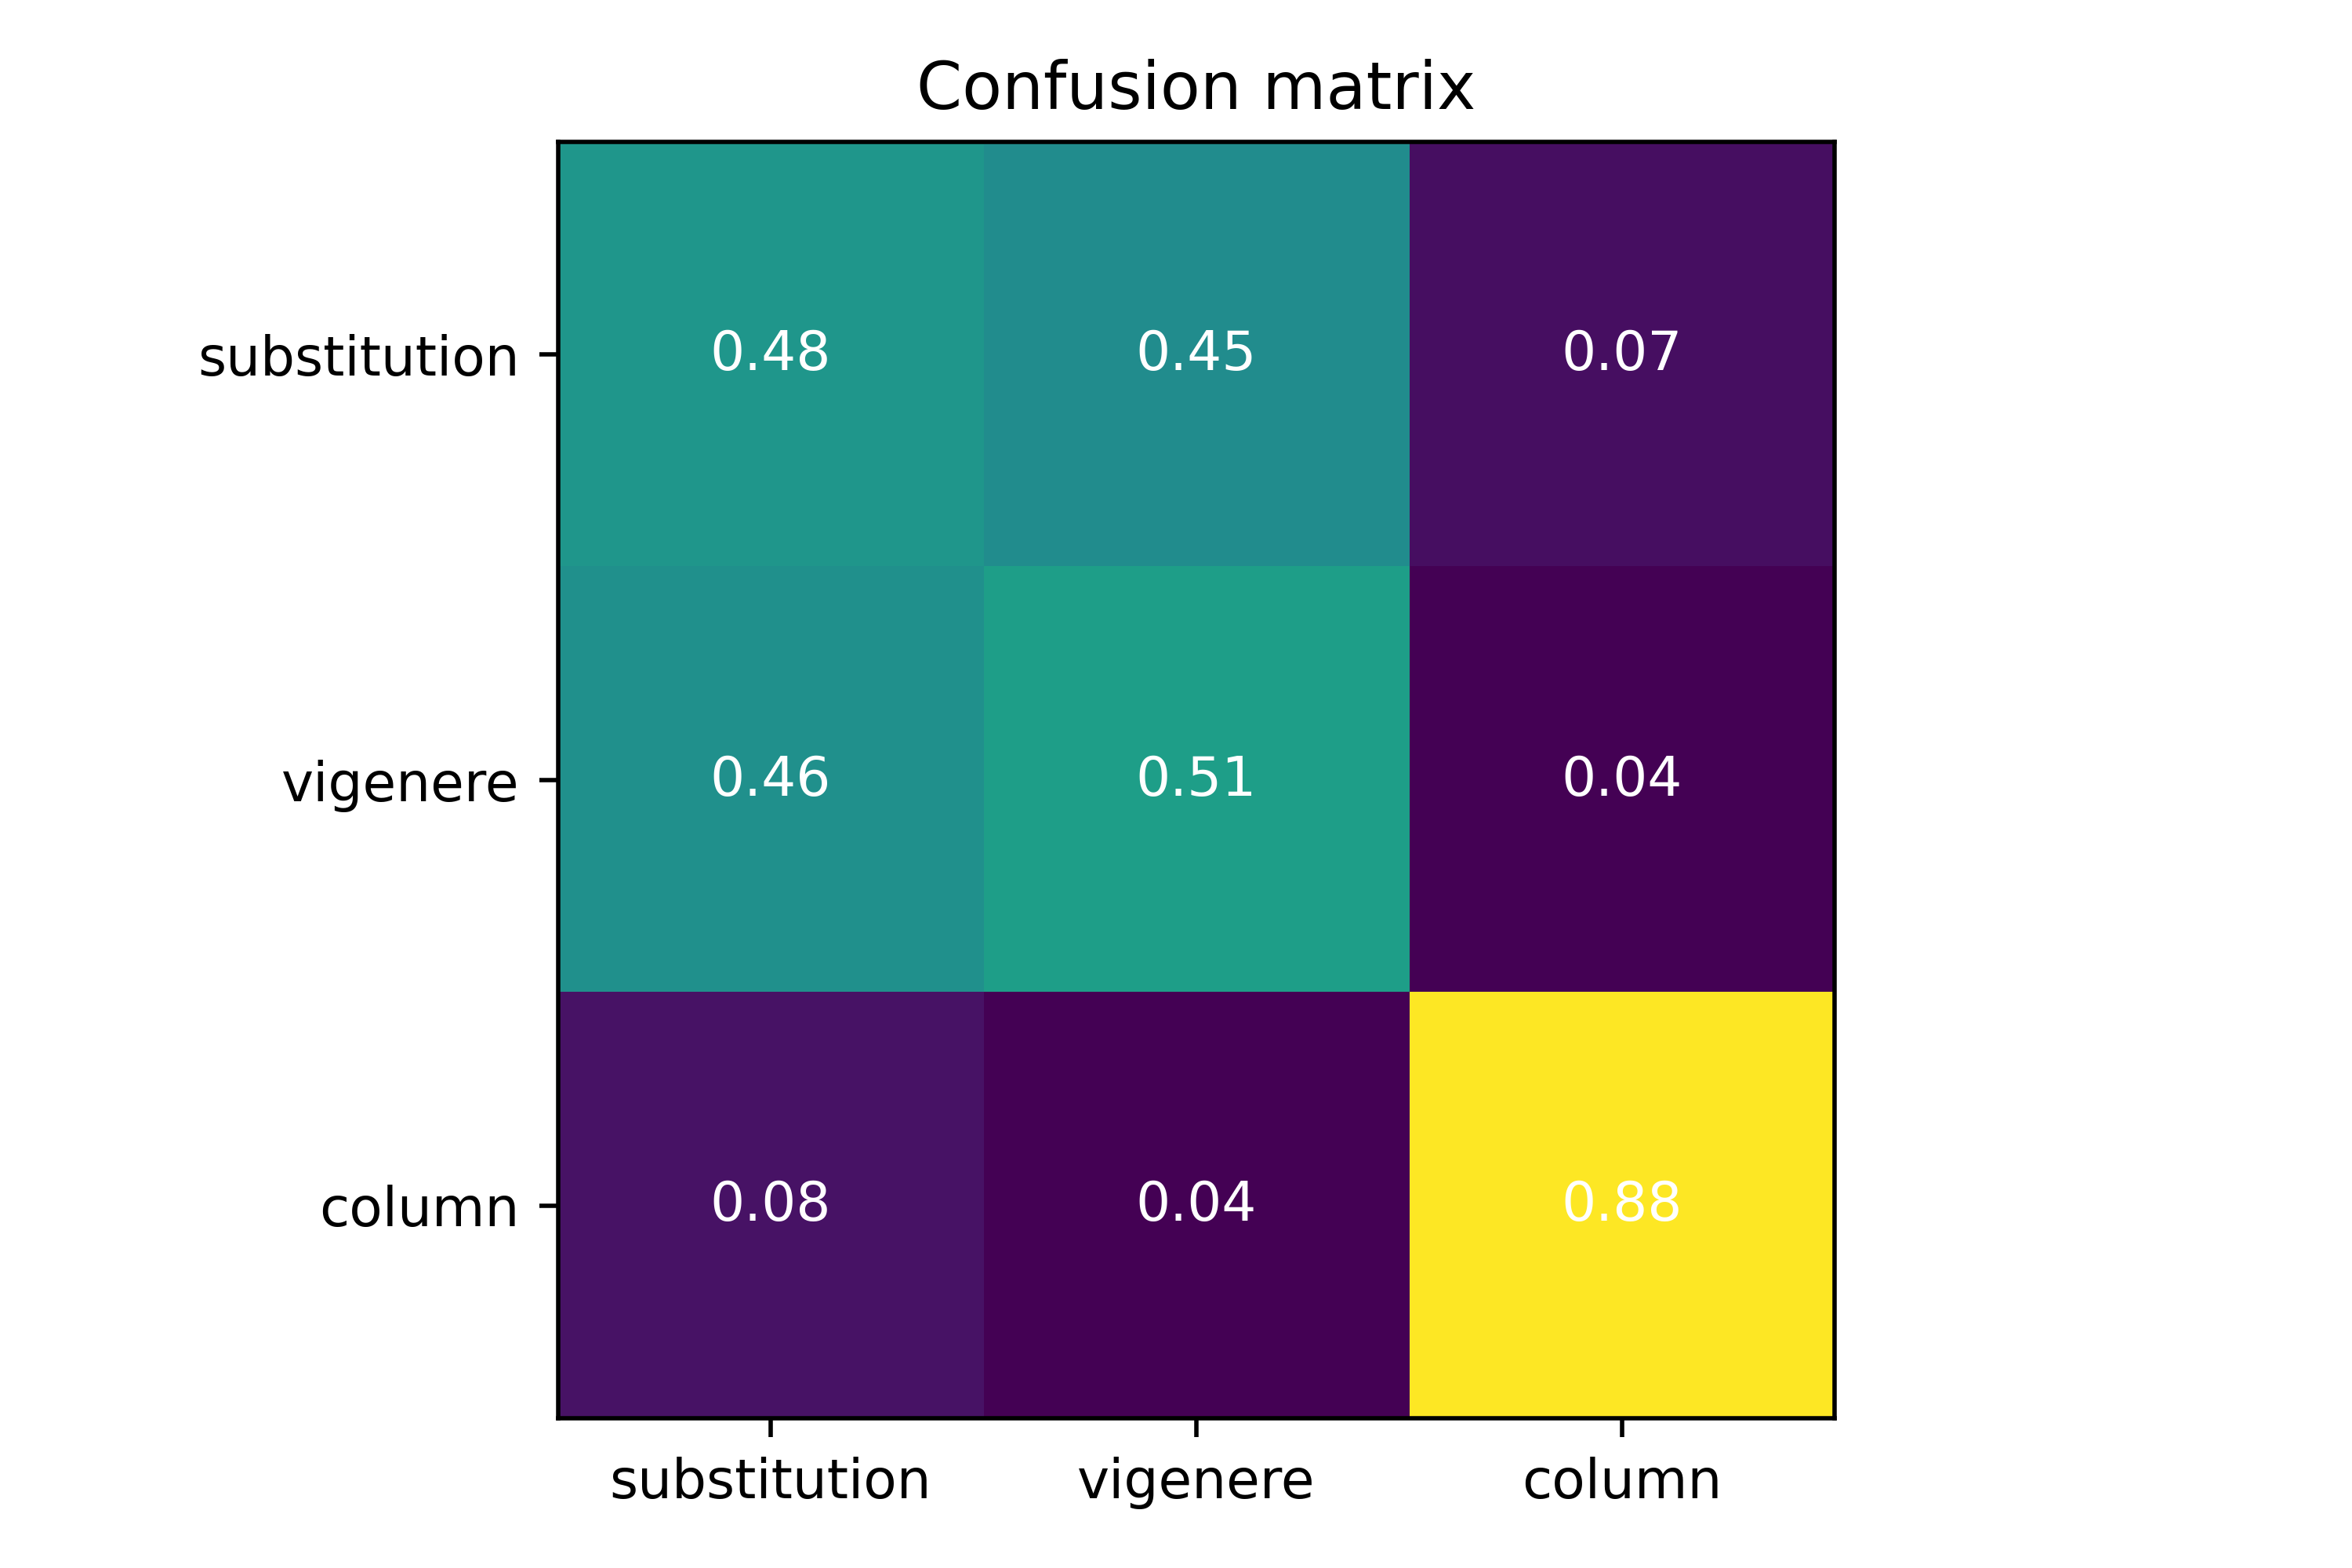 Confusion matrix
substitution 0.48 0.45 0.07
vigenere 0.46 0.51 0.04
column 0.08 0.04 0.88
substitution vigenere column